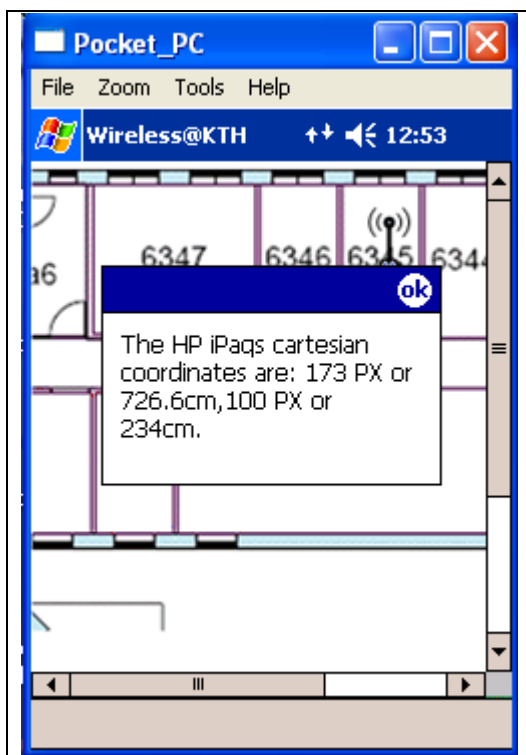 Pocket_PC
File Zoom Tools Help
Wireless@KTH 12:53
a6 6347 6346 6345 6344
ok
The HP iPaqs cartesian
coordinates are: 173 PX or
726.6cm,100 PX or
234cm.